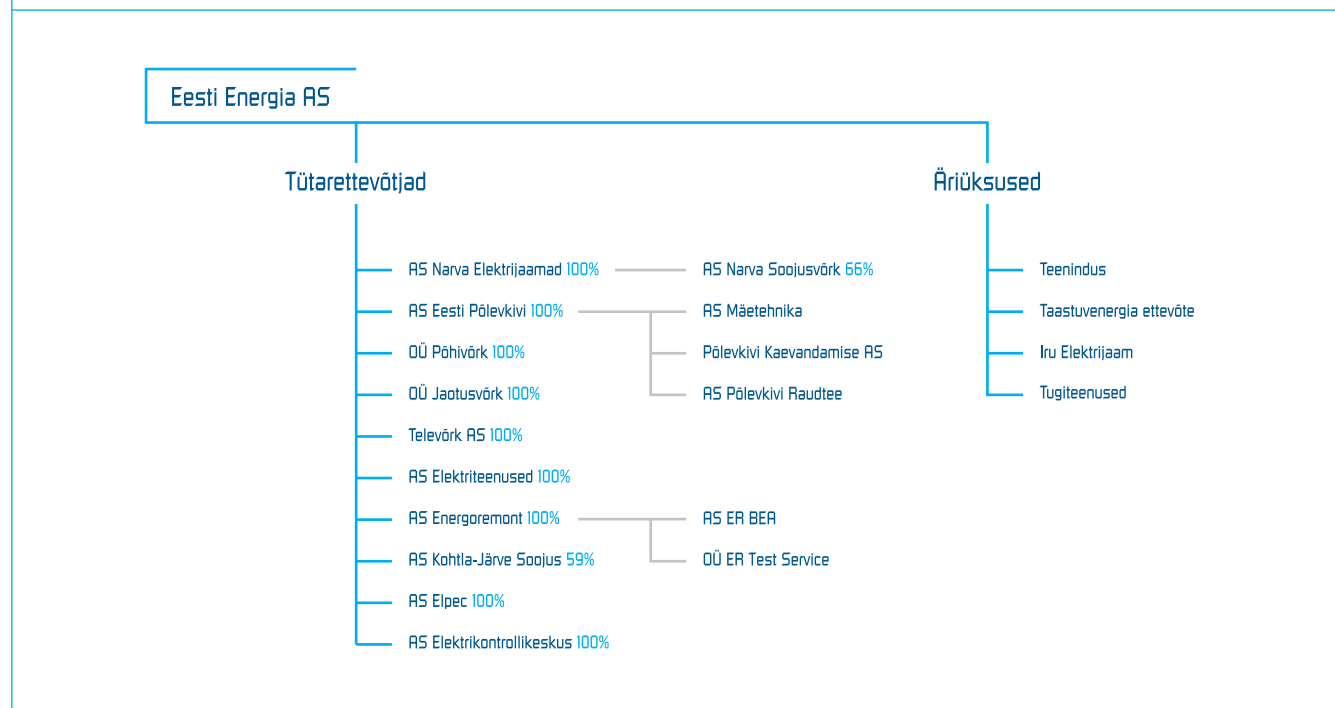 Eesti Energia AS
Tütarettevõtjad
AS Narva Elektrijaamad 100%
AS Narva Soojusvõrk 66%
AS Eesti Põlevkivi 100%
AS Mäetehnika
OÜ Põhivõrk 100%
Põlevkivi Kaevandamise AS
OÜ Jaotusvõrk 100%
AS Põlevkivi Raudtee
Televõrk AS 100%
AS Elektriteenused 100%
AS Energoremont 100%
AS ER BEA
AS Kohtla-Järve Soojus 59%
OÜ ER Test Service
AS Elpec 100%
AS Elektrikontrollikeskus 100%
Äriüksused
Teenindus
Taastuvenergia ettevõte
Iru Elektrijaam
Tugiteenused